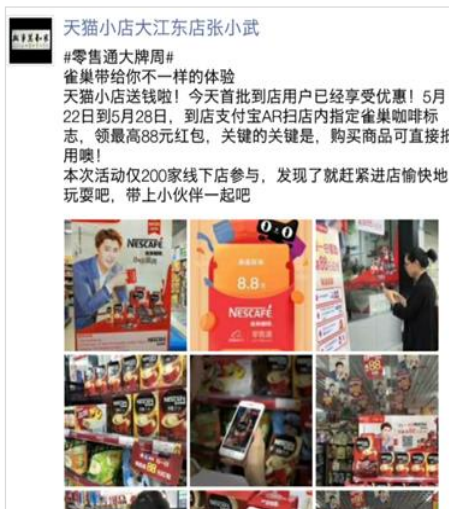 天猫小店大江东店张小武
#零售通大牌周#
雀巢带给你不一样的体验
天猫小店送钱啦！今天首批到店用户已经享受优惠！5月
22日到5月28日，到店支付宝AR扫店内指定雀巢咖啡标
志，领最高88元红包，关键的关键是，购买商品可直接抵
用噢！
本次活动仅200家线下店参与，发现了就赶紧进店愉快地
玩耍吧，带上小伙伴一起吧
NESCAFÉ
8.8
NESCAFÉ